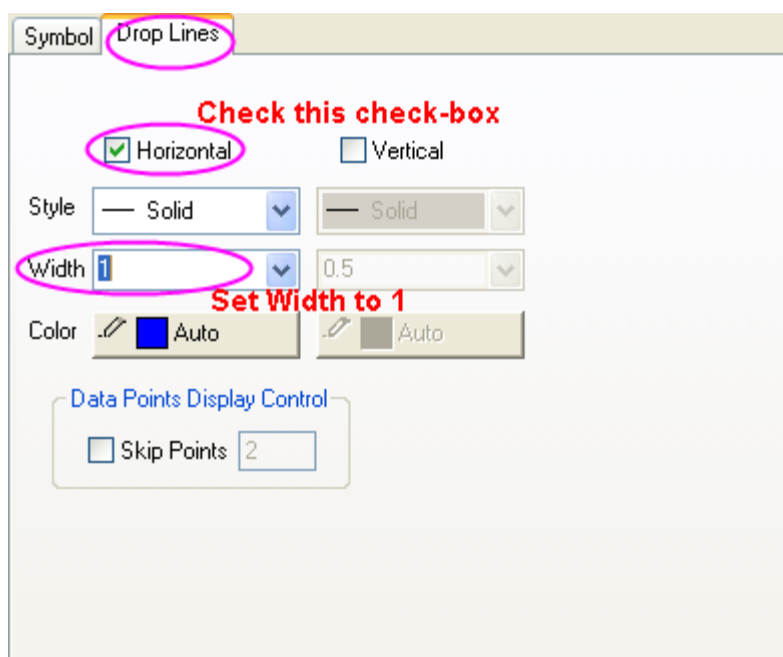 Symbol Drop Lines
Check this check-box
Horizontal Vertical
Style Solid Solid
Width 1 0.5
Set Width to 1
Color Auto Auto
Data Points Display Control
Skip Points 2